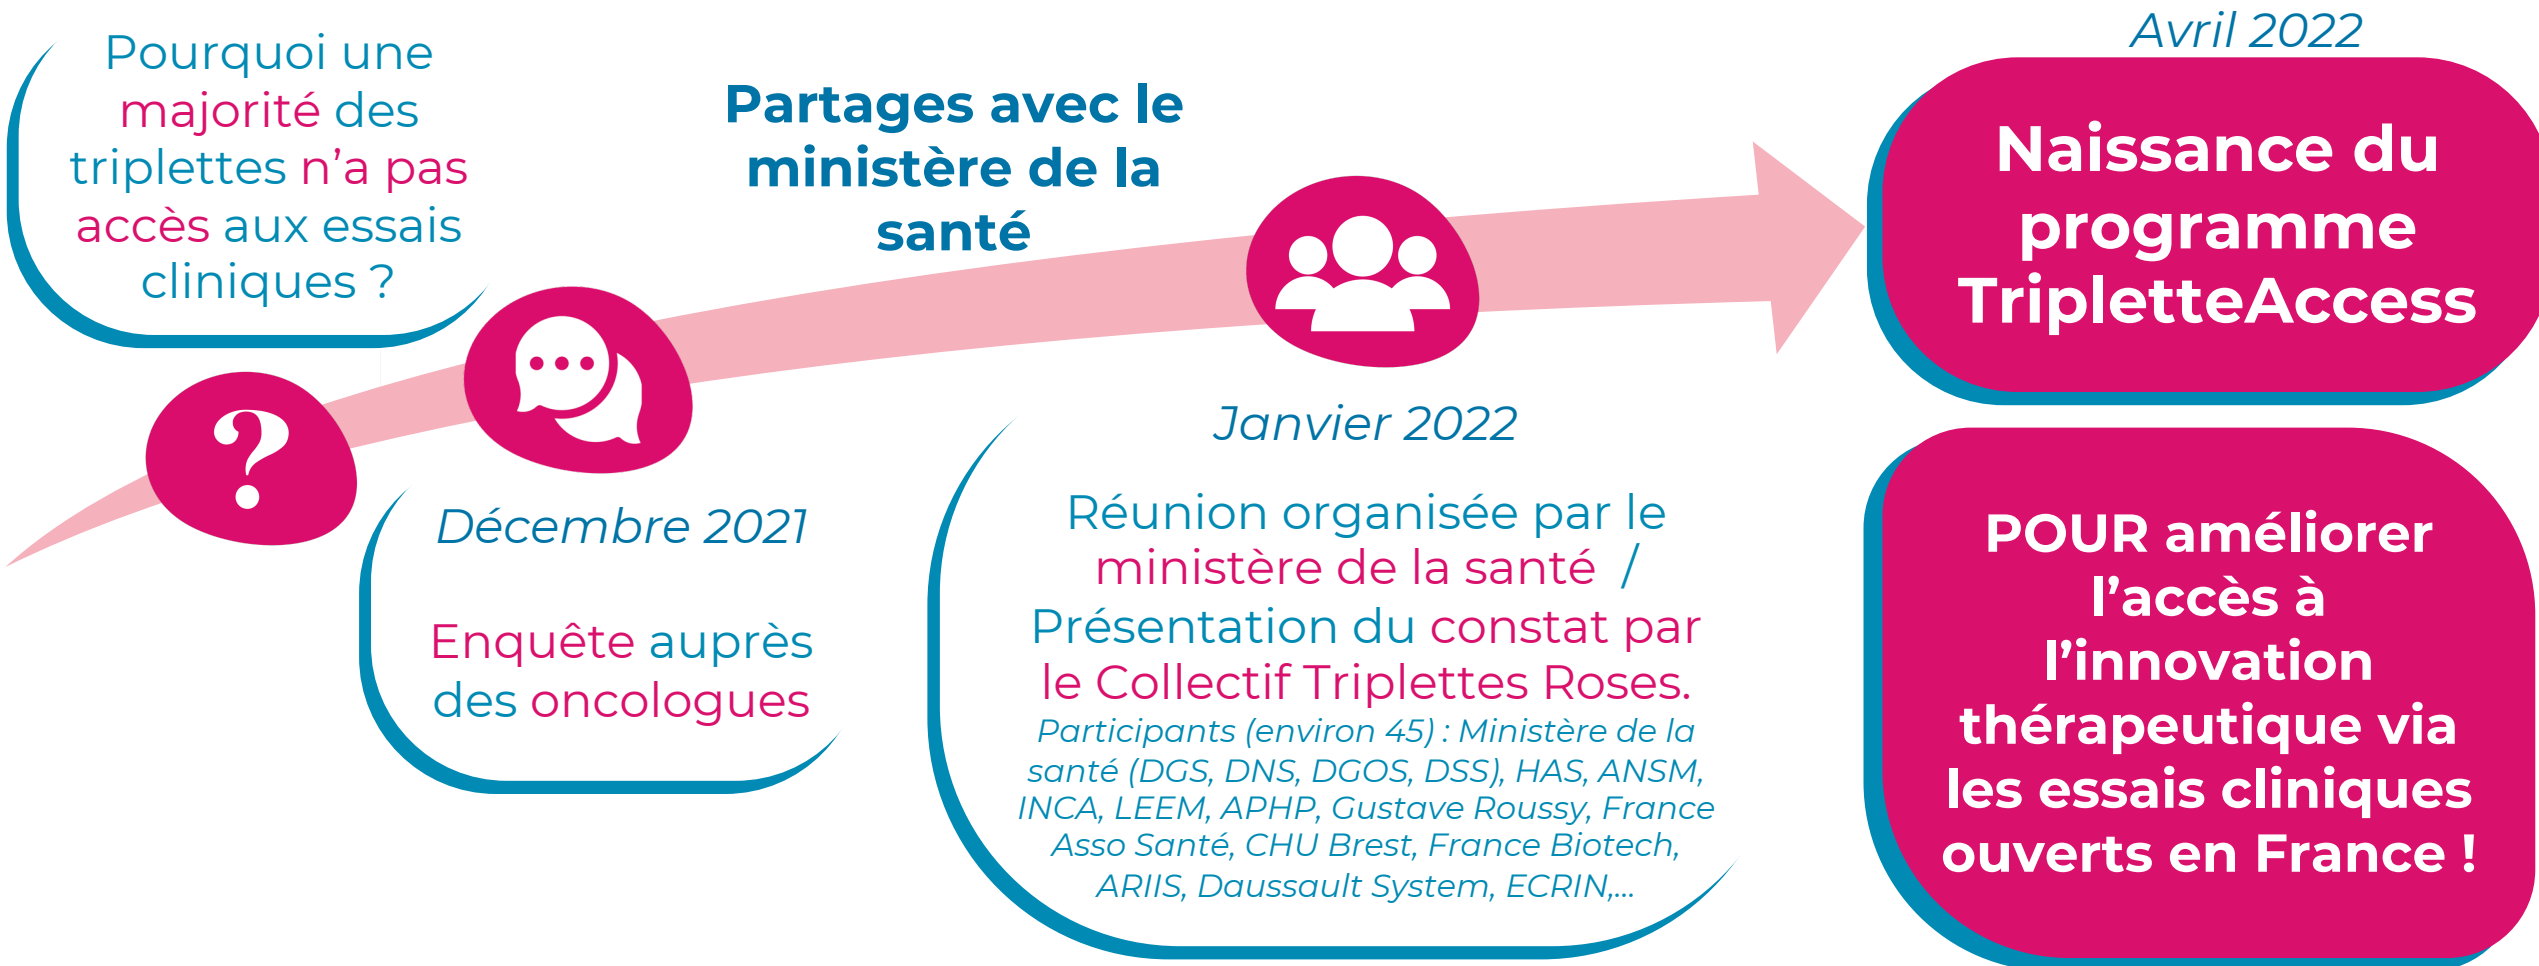 Pourquoi une
majorité des
triplettes n’a pas
accès aux essais
cliniques ?
?
Décembre 2021
Enquête auprès
des oncologues
Partages avec le
ministère de la
santé
Janvier 2022
Réunion organisée par le
ministère de la santé /
Présentation du constat par
le Collectif Triplettes Roses.
Participants (environ 45) : Ministère de la
santé (DGS, DNS, DGOS, DSS), HAS, ANSM,
INCA, LEEM, APHP, Gustave Roussy, France
Asso Santé, CHU Brest, France Biotech,
ARIIS, Daussault System, ECRIN,...
Avril 2022
Naissance du
programme
TripletteAccess
POUR améliorer
l’accès à
l’innovation
thérapeutique via
les essais cliniques
ouverts en France !